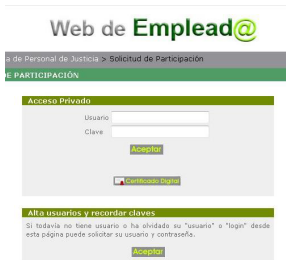 Web de Emplead@
a de Personal de Justicia > Solicitud de Participación
DE PARTICIPACIÓN
Acceso Privado
Usuario
Clave
Aceptar
Certificado Digital
Alta usuarios y recordar claves
Si todavía no tiene usuario o ha olvidado su "usuario" o "login" desde
esta página puede solicitar su usuario y contraseña.
Aceptar